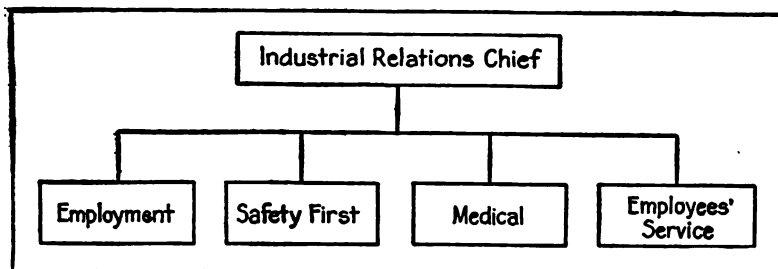 Industrial Relations Chief
Employment
Safety First
Medical
Employees'
Service